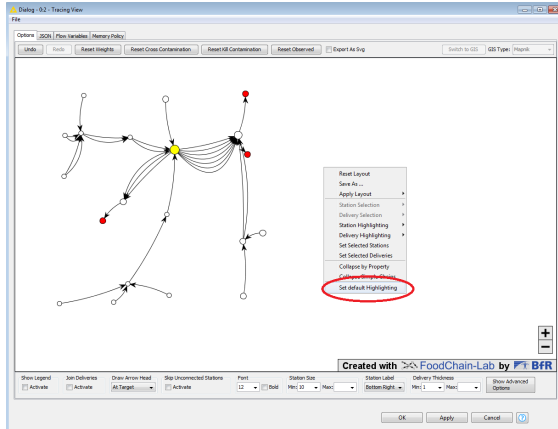 Dialog - 0:2 - Tracing View
File
Options JSON Flow Variables Memory Policy
Undo Redo Reset Weights Reset Cross Contamination Reset Kill Contamination Reset Observed Export As Svg Switch to GIS GIS Type: Mapnik
Reset Layout
Save As ...
Apply Layout
Station Selection
Delivery Selection
Station Highlighting
Delivery Highlighting
Set Selected Stations
Set Selected Deliveries
Collapse by Property
Collapse Simple Chains
Set default Highlighting
+
−
Created with FoodChain-Lab by BfR
Show Legend Join Deliveries Draw Arrow Head Skip Unconnected Stations Font Station Size Station Label Delivery Thickness
Activate Activate At Target Activate 12 Bold Min: 10 Max: Bottom Right Min: 1 Max: Show Advanced
Options
OK Apply Cancel ?